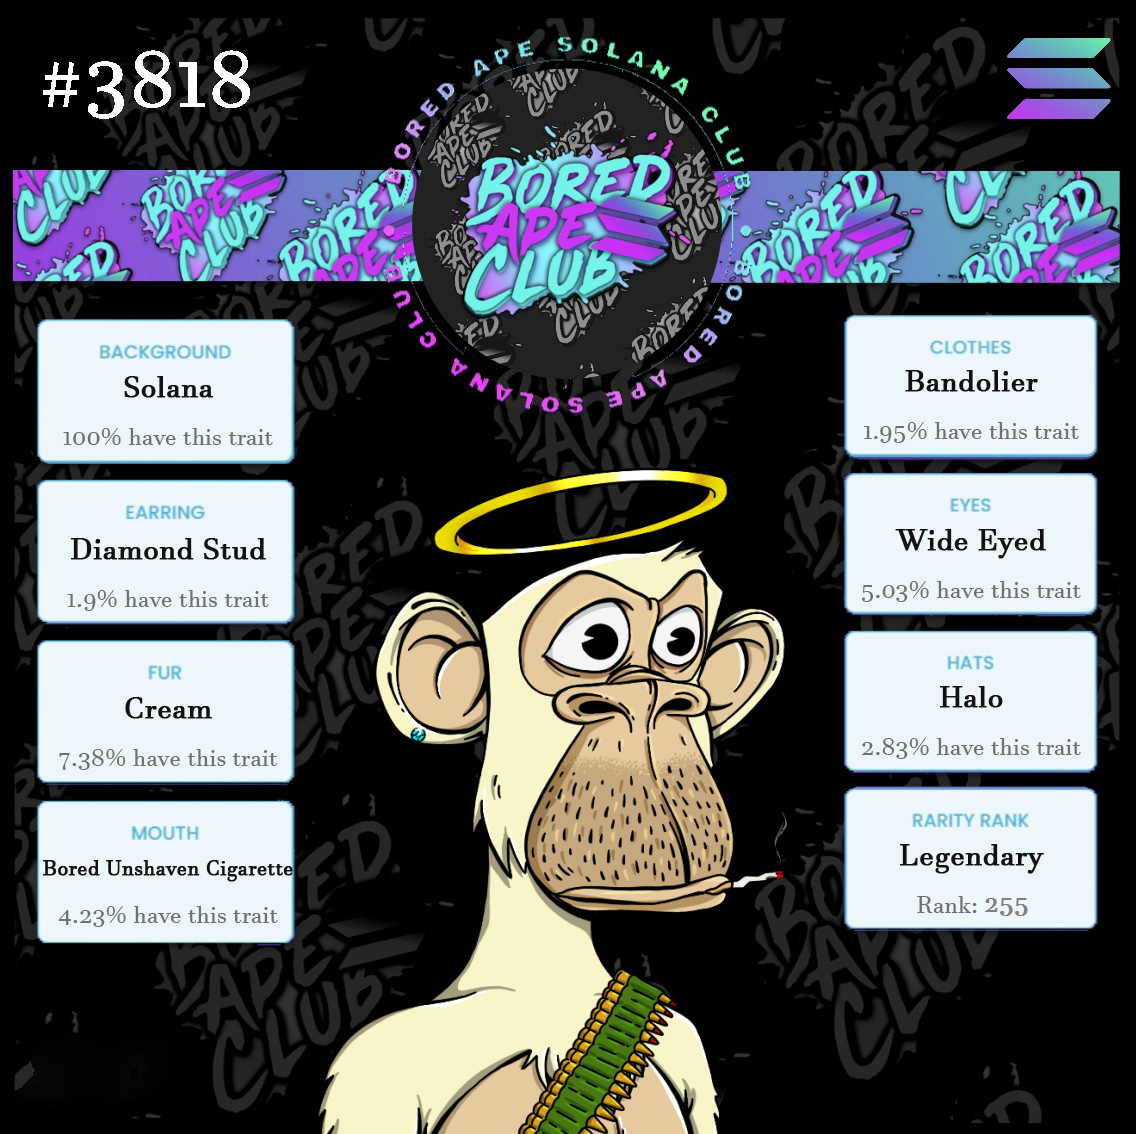 #3818
BORED APE SOLANA CLUB
BORED APE SOLANA CLUB
BORED
APE
CLUB
BACKGROUND
Solana
100% have this trait
EARRING
Diamond Stud
1.9% have this trait
FUR
Cream
7.38% have this trait
MOUTH
Bored Unshaven Cigarette
4.23% have this trait
CLOTHES
Bandolier
1.95% have this trait
EYES
Wide Eyed
5.03% have this trait
HATS
Halo
2.83% have this trait
RARITY RANK
Legendary
Rank: 255